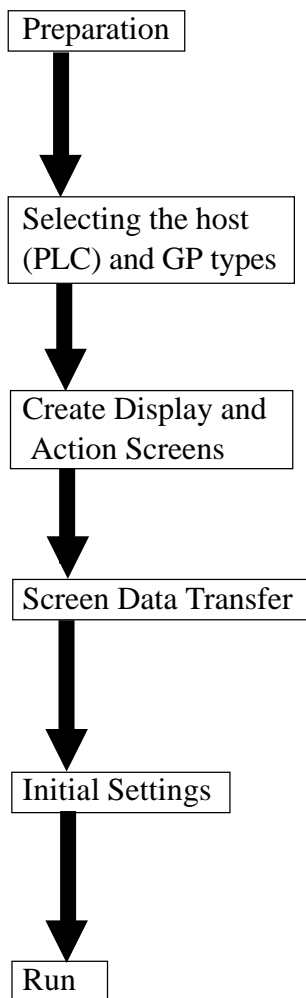 Preparation
Selecting the host
(PLC) and GP types
Create Display and
Action Screens
Screen Data Transfer
Initial Settings
Run